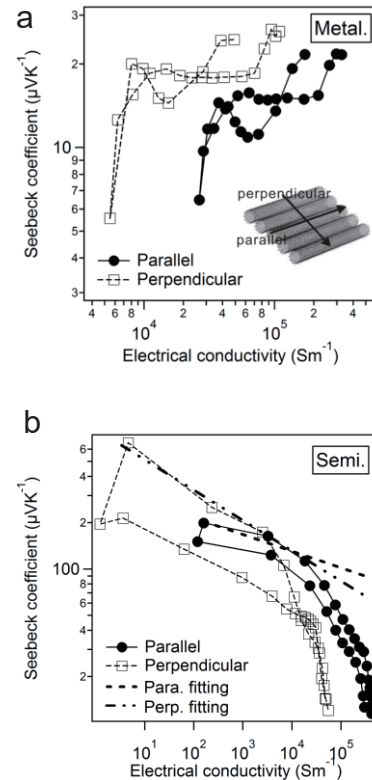 a
Metal.
Seebeck coefficient (μVK⁻¹)
3
2
10
9
8
7
6
5
4
3
perpendicular
parallel
Parallel
Perpendicular
4 6 8 10⁴ 2 4 6 8 10⁵ 2 4
Electrical conductivity (Sm⁻¹)
b
Semi.
Seebeck coefficient (μVK⁻¹)
6
4
2
100
8
6
4
2
Parallel
Perpendicular
Para. fitting
Perp. fitting
10¹ 10² 10³ 10⁴ 10⁵
Electrical conductivity (Sm⁻¹)